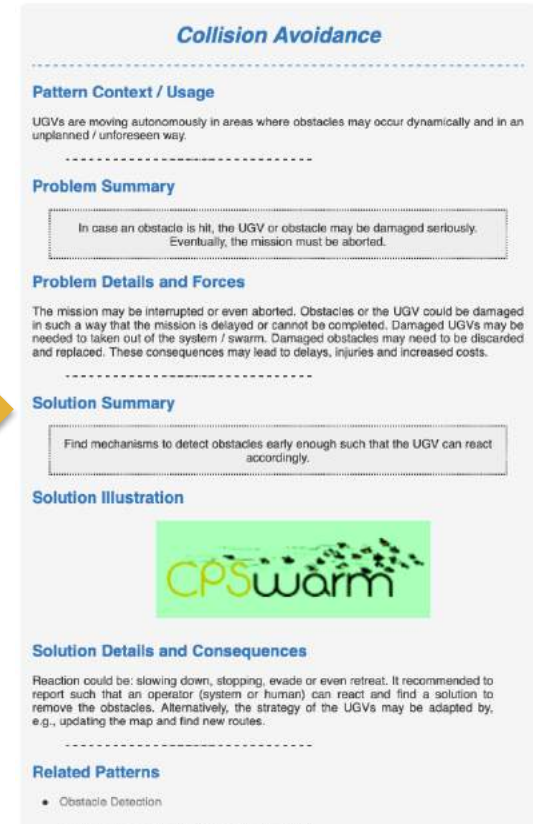 Collision Avoidance
Pattern Context / Usage
UGVs are moving autonomously in areas where obstacles may occur dynamically and in an
unplanned / unforeseen way.
Problem Summary
In case an obstacle is hit, the UGV or obstacle may be damaged seriously.
Eventually, the mission must be aborted.
Problem Details and Forces
The mission may be interrupted or even aborted. Obstacles or the UGV could be damaged
in such a way that the mission is delayed or cannot be completed. Damaged UGVs may be
needed to taken out of the system / swarm. Damaged obstacles may need to be discarded
and replaced. These consequences may lead to delays, injuries and increased costs.
Solution Summary
Find mechanisms to detect obstacles early enough such that the UGV can react
accordingly.
Solution Illustration
CPSwarm
Solution Details and Consequences
Reaction could be: slowing down, stopping, evade or even retreat. It recommended to
report such that an operator (system or human) can react and find a solution to
remove the obstacles. Alternatively, the strategy of the UGVs may be adapted by,
e.g., updating the map and find new routes.
Related Patterns
• Obstacle Detection